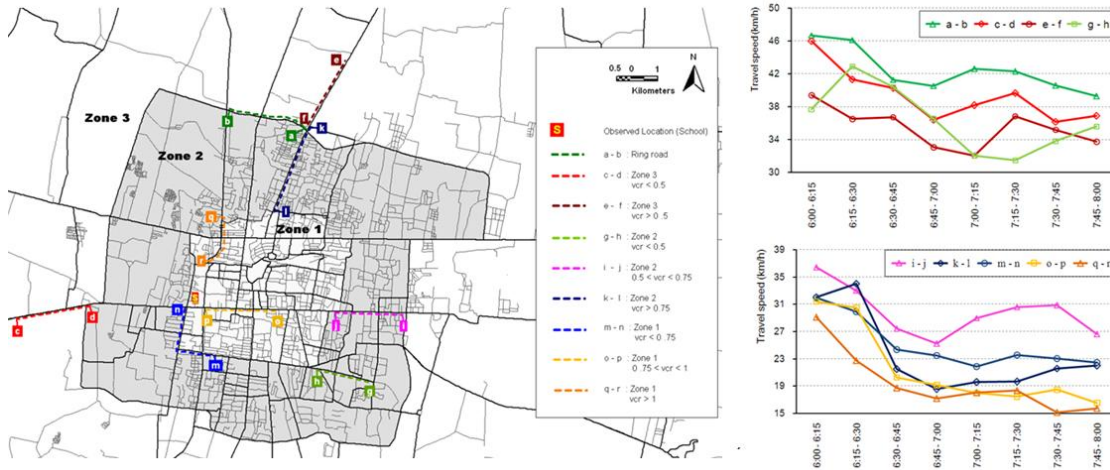 Zone 3
Zone 2
Zone 1
a
b
c
d
e
f
g
h
k
l
m
n
o
r
0.5 0 1
Kilometers
N
S Observed Location (School)
a - b : Ring road
c - d : Zone 3
vcr < 0.5
e - f : Zone 3
vcr > 0.5
g - h : Zone 2
vcr < 0.5
i - j : Zone 2
0.5 < vcr < 0.75
k - l : Zone 2
vcr > 0.75
m - n : Zone 1
vcr < 0.75
o - p : Zone 1
0.75 < vcr < 1
q - r : Zone 1
vcr > 1
Travel speed (km/h)
50
46
42
38
34
30
a - b c - d e - f g - h
6:00 - 6:15
6:15 - 6:30
6:30 - 6:45
6:45 - 7:00
7:00 - 7:15
7:15 - 7:30
7:30 - 7:45
7:45 - 8:00
Travel speed (km/h)
39
35
31
27
23
19
15
i - j k - l m - n o - p q - r
6:00 - 6:15
6:15 - 6:30
6:30 - 6:45
6:45 - 7:00
7:00 - 7:15
7:15 - 7:30
7:30 - 7:45
7:45 - 8:00